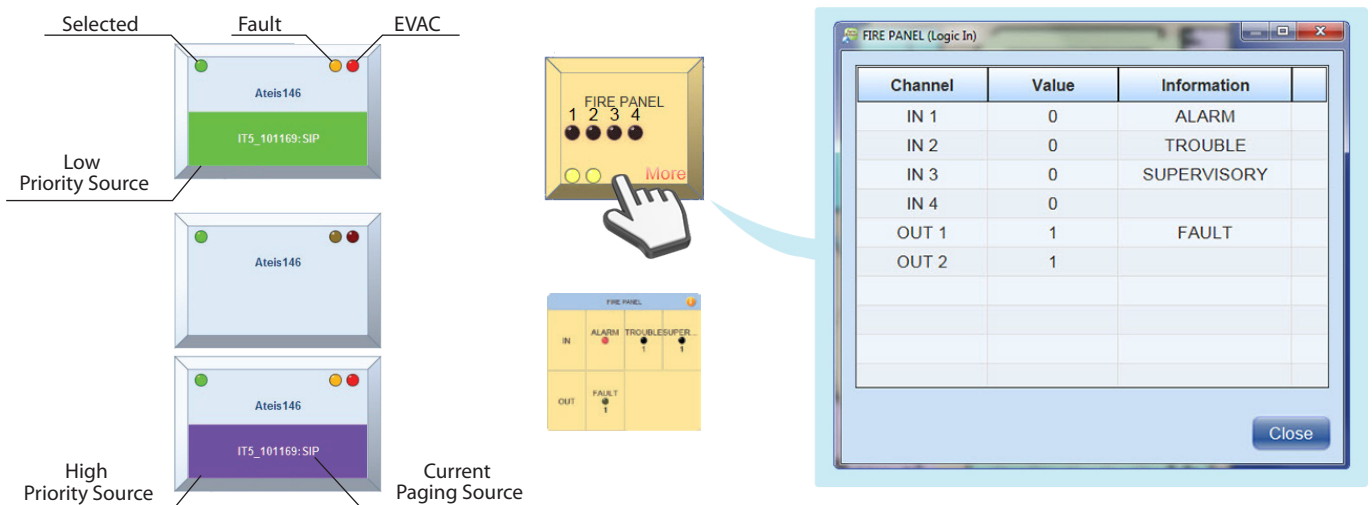 Selected
Fault
EVAC
Ateis146
IT5_101169:SIP
Low
Priority Source
Ateis146
Ateis146
IT5_101169:SIP
High
Priority Source
Current
Paging Source
FIRE PANEL
1 2 3 4
More
FIRE PANEL
IN
ALARM
TROUBLE
1
SUPER...
1
OUT
FAULT
1
FIRE PANEL (Logic In)
Channel Value Information
IN 1 0 ALARM
IN 2 0 TROUBLE
IN 3 0 SUPERVISORY
IN 4 0
OUT 1 1 FAULT
OUT 2 1
Close